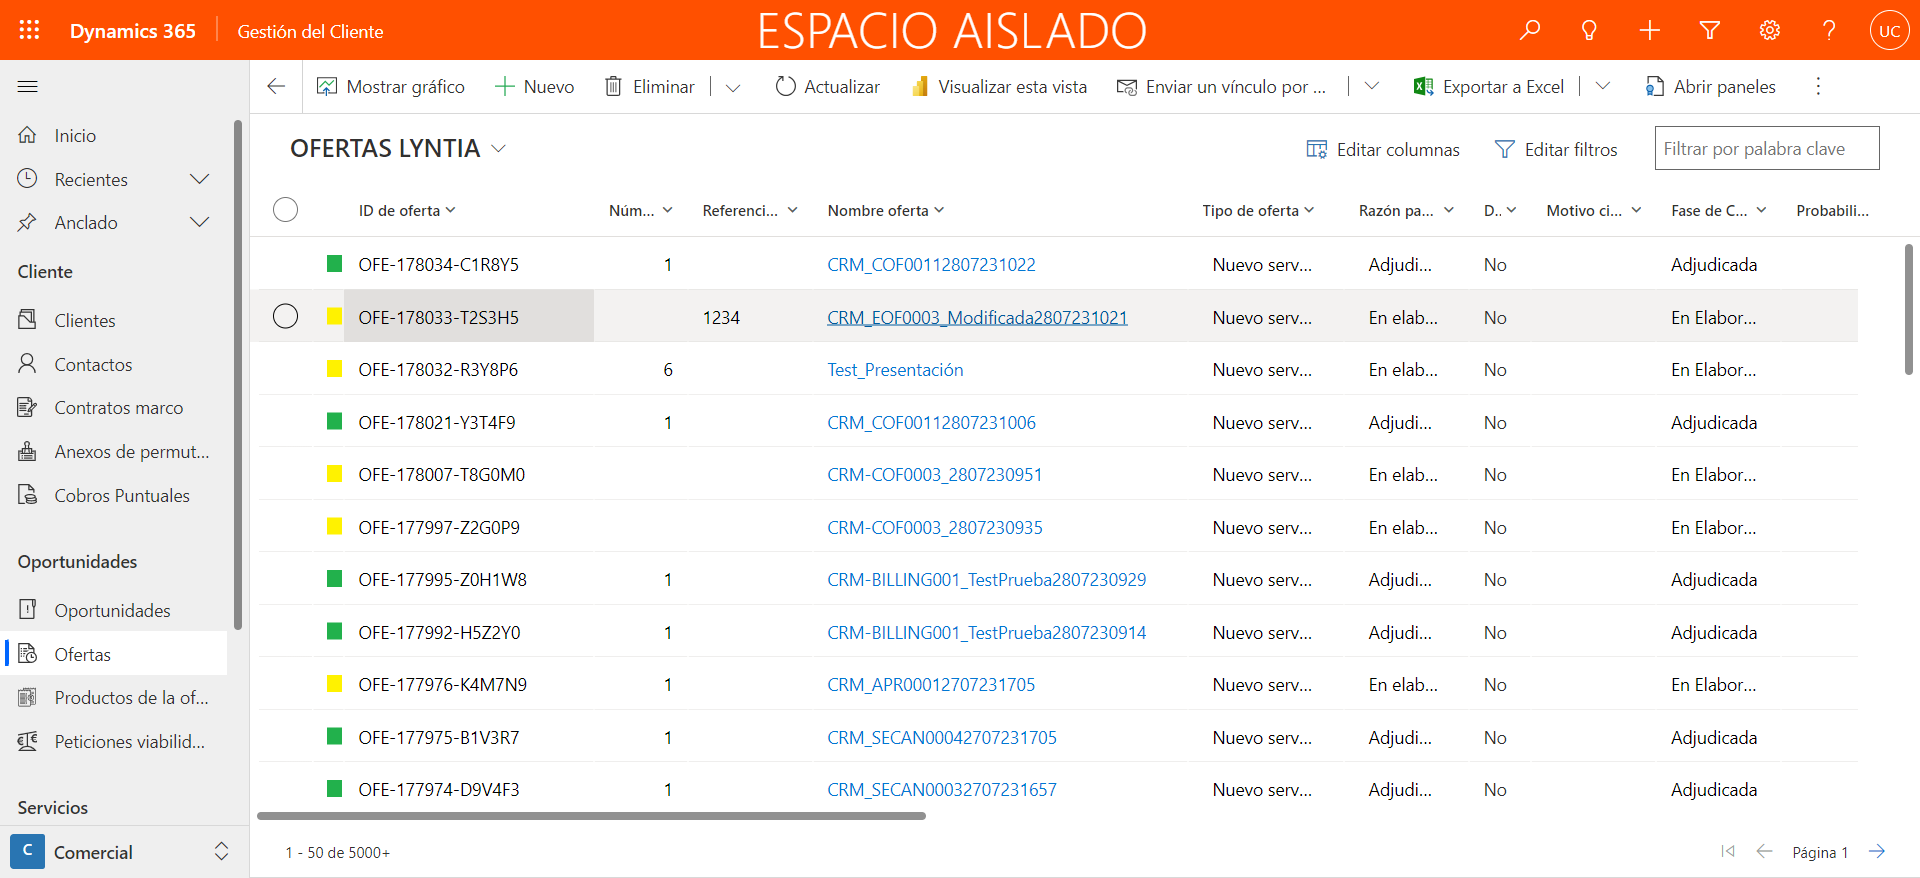 Dynamics 365
Gestión del Cliente
ESPACIO AISLADO
UC
Mostrar gráfico
Nuevo
Eliminar
Actualizar
Visualizar esta vista
Enviar un vínculo por ...
Exportar a Excel
Abrir paneles
Inicio
Recientes
Anclado
Cliente
Clientes
Contactos
Contratos marco
Anexos de permut...
Cobros Puntuales
Oportunidades
Oportunidades
Ofertas
Productos de la of...
Peticiones viabilid...
Servicios
C Comercial
OFERTAS LYNTIA
Editar columnas
Editar filtros
Filtrar por palabra clave
ID de oferta Núm... Referenci... Nombre oferta Tipo de oferta Razón pa... D.. Motivo ci... Fase de C... Probabili...
OFE-178034-C1R8Y5 1 CRM_COF00112807231022 Nuevo serv... Adjudi... No Adjudicada
OFE-178033-T2S3H5 1234 CRM_EOF0003_Modificada2807231021 Nuevo serv... En elab... No En Elabor...
OFE-178032-R3Y8P6 6 Test_Presentación Nuevo serv... En elab... No En Elabor...
OFE-178021-Y3T4F9 1 CRM_COF00112807231006 Nuevo serv... Adjudi... No Adjudicada
OFE-178007-T8G0M0 CRM-COF0003_2807230951 Nuevo serv... En elab... No En Elabor...
OFE-177997-Z2G0P9 CRM-COF0003_2807230935 Nuevo serv... En elab... No En Elabor...
OFE-177995-Z0H1W8 1 CRM-BILLING001_TestPrueba2807230929 Nuevo serv... Adjudi... No Adjudicada
OFE-177992-H5Z2Y0 1 CRM-BILLING001_TestPrueba2807230914 Nuevo serv... Adjudi... No Adjudicada
OFE-177976-K4M7N9 1 CRM_APR00012707231705 Nuevo serv... En elab... No En Elabor...
OFE-177975-B1V3R7 1 CRM_SECAN00042707231705 Nuevo serv... Adjudi... No Adjudicada
OFE-177974-D9V4F3 1 CRM_SECAN00032707231657 Nuevo serv... Adjudi... No Adjudicada
1 - 50 de 5000+
Página 1